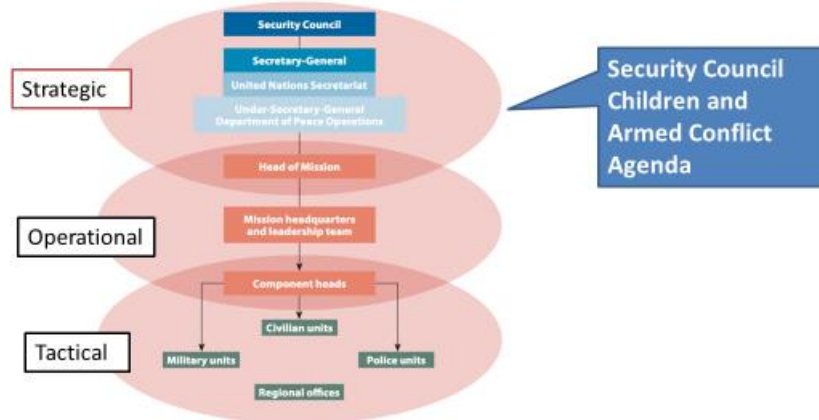 Security Council
Secretary-General
United Nations Secretariat
Under-Secretary-General
Department of Peace Operations
Strategic
Security Council
Children and
Armed Conflict
Agenda
Head of Mission
Mission headquarters
and leadership team
Operational
Component heads
Civilian units
Tactical
Military units
Police units
Regional offices